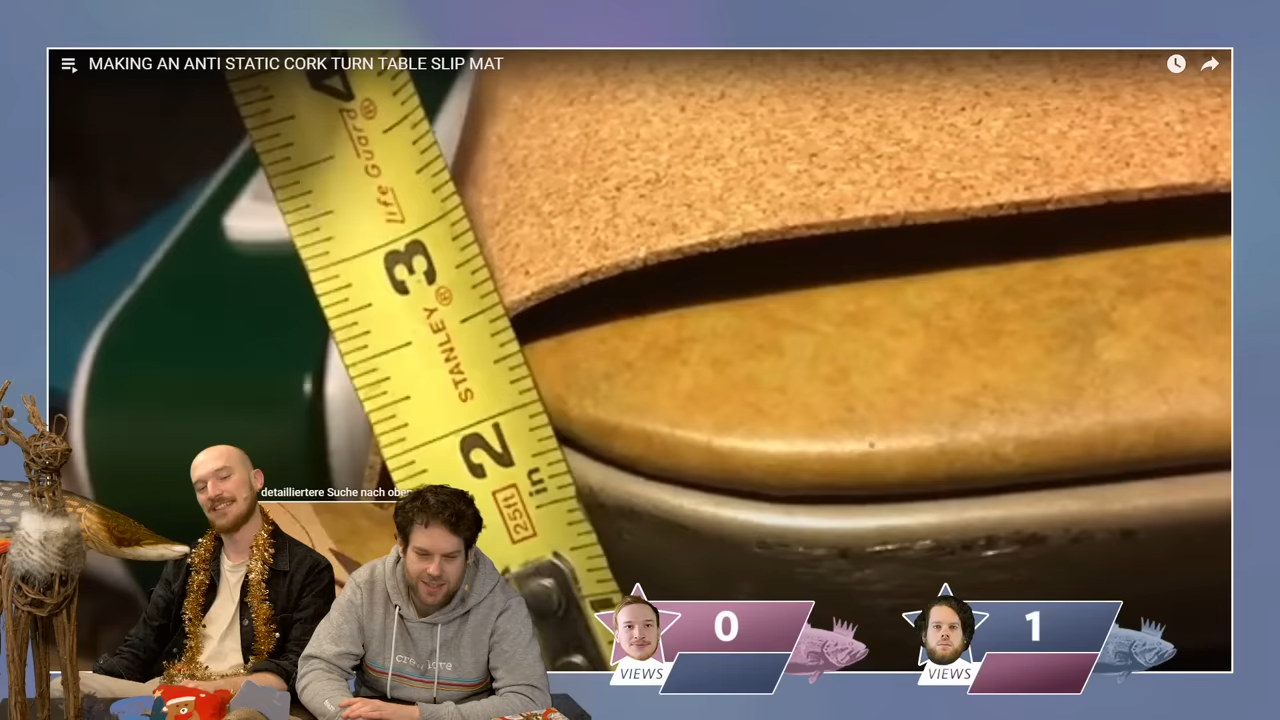 MAKING AN ANTI STATIC CORK TURN TABLE SLIP MAT
4
life Guard®
3
STANLEY®
2
in
25ft
detailliertere Suche nach oben
0
1
VIEWS
VIEWS